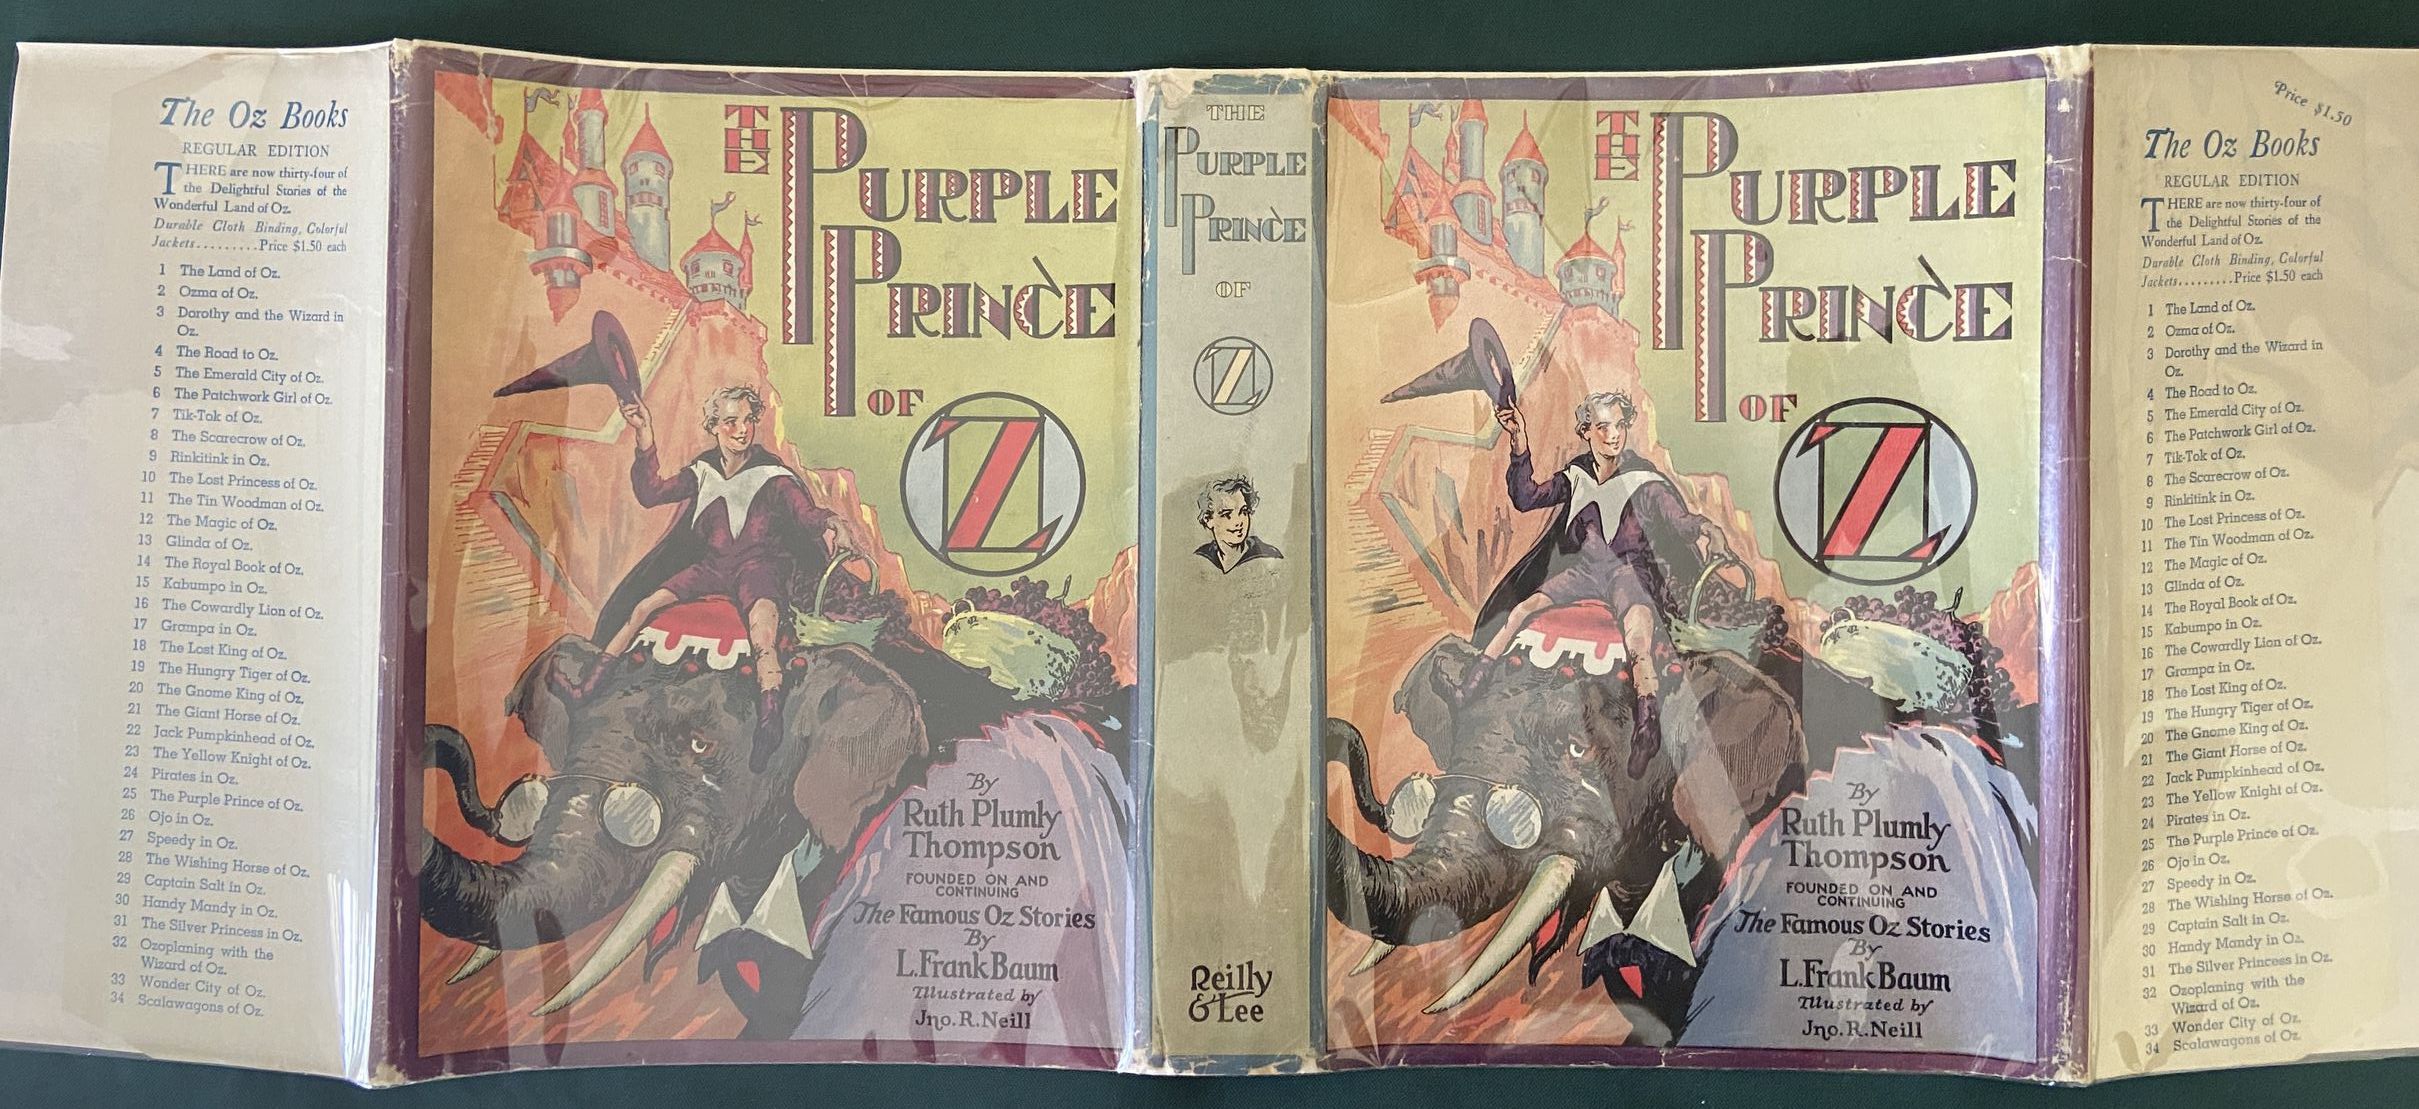 The Oz Books
REGULAR EDITION
THERE are now thirty-four of
the Delightful Stories of the
Wonderful Land of Oz.
Durable Cloth Binding, Colorful
Jackets.........Price $1.50 each
1 The Land of Oz.
2 Ozma of Oz.
3 Dorothy and the Wizard in
Oz.
4 The Road to Oz.
5 The Emerald City of Oz.
6 The Patchwork Girl of Oz.
7 Tik-Tok of Oz.
8 The Scarecrow of Oz.
9 Rinkitink in Oz.
10 The Lost Princess of Oz.
11 The Tin Woodman of Oz.
12 The Magic of Oz.
13 Glinda of Oz.
14 The Royal Book of Oz.
15 Kabumpo in Oz.
16 The Cowardly Lion of Oz.
17 Grampa in Oz.
18 The Lost King of Oz.
19 The Hungry Tiger of Oz.
20 The Gnome King of Oz.
21 The Giant Horse of Oz.
22 Jack Pumpkinhead of Oz.
23 The Yellow Knight of Oz.
24 Pirates in Oz.
25 The Purple Prince of Oz.
26 Ojo in Oz.
27 Speedy in Oz.
28 The Wishing Horse of Oz.
29 Captain Salt in Oz.
30 Handy Mandy in Oz.
31 The Silver Princess in Oz.
32 Ozoplaning with the
Wizard of Oz.
33 Wonder City of Oz.
34 Scalawagons of Oz.
THE
PURPLE
PRINCE
OF
OZ
By
Ruth Plumly
Thompson
FOUNDED ON AND
CONTINUING
The Famous Oz Stories
By
L. Frank Baum
Illustrated by
Jno. R. Neill
THE
PURPLE
PRINCE
OF
OZ
Reilly
& Lee
THE
PURPLE
PRINCE
OF
OZ
By
Ruth Plumly
Thompson
FOUNDED ON AND
CONTINUING
The Famous Oz Stories
By
L. Frank Baum
Illustrated by
Jno. R. Neill
Price $1.50
The Oz Books
REGULAR EDITION
THERE are now thirty-four of
the Delightful Stories of the
Wonderful Land of Oz.
Durable Cloth Binding, Colorful
Jackets.........Price $1.50 each
1 The Land of Oz.
2 Ozma of Oz.
3 Dorothy and the Wizard in
Oz.
4 The Road to Oz.
5 The Emerald City of Oz.
6 The Patchwork Girl of Oz.
7 Tik-Tok of Oz.
8 The Scarecrow of Oz.
9 Rinkitink in Oz.
10 The Lost Princess of Oz.
11 The Tin Woodman of Oz.
12 The Magic of Oz.
13 Glinda of Oz.
14 The Royal Book of Oz.
15 Kabumpo in Oz.
16 The Cowardly Lion of Oz.
17 Grampa in Oz.
18 The Lost King of Oz.
19 The Hungry Tiger of Oz.
20 The Gnome King of Oz.
21 The Giant Horse of Oz.
22 Jack Pumpkinhead of Oz.
23 The Yellow Knight of Oz.
24 Pirates in Oz.
25 The Purple Prince of Oz.
26 Ojo in Oz.
27 Speedy in Oz.
28 The Wishing Horse of Oz.
29 Captain Salt in Oz.
30 Handy Mandy in Oz.
31 The Silver Princess in Oz.
32 Ozoplaning with the
Wizard of Oz.
33 Wonder City of Oz.
34 Scalawagons of Oz.